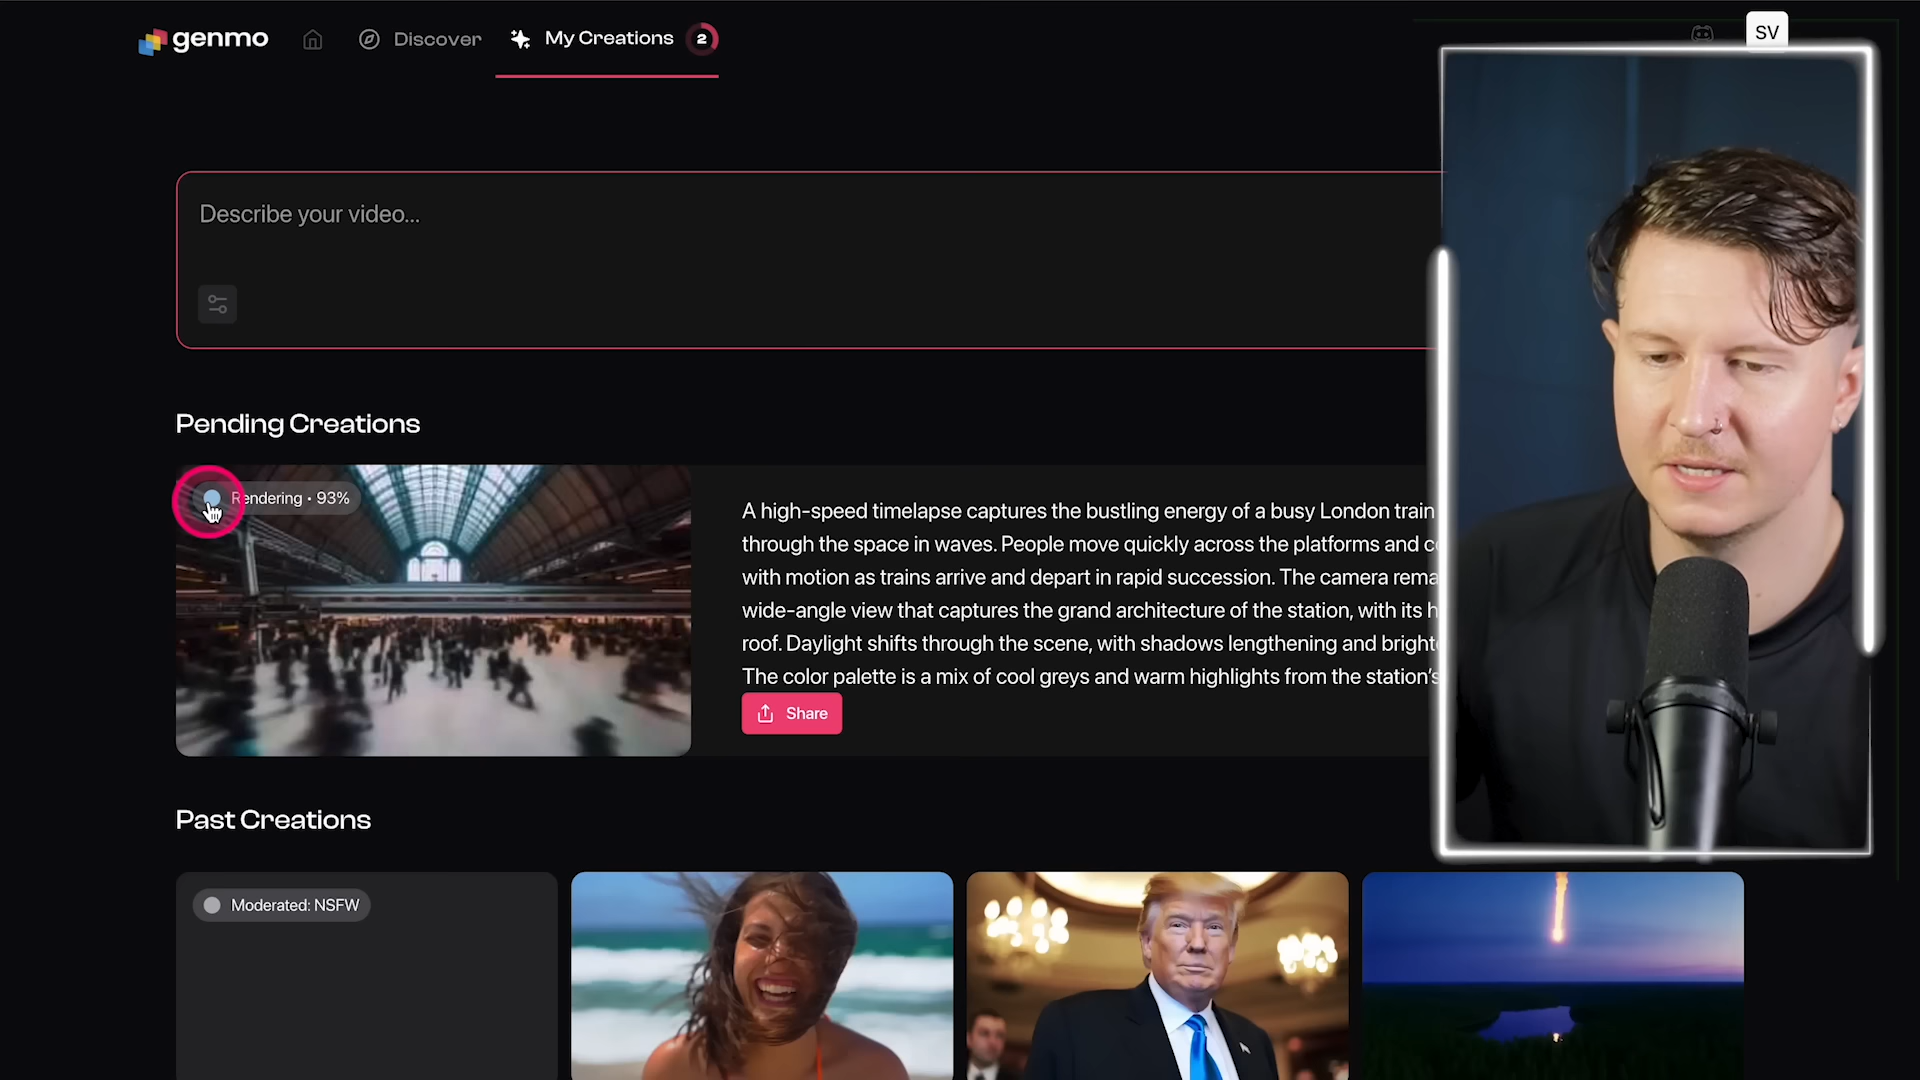 genmo
Discover
My Creations
2
SV
Describe your video...
Pending Creations
Rendering • 93%
A high-speed timelapse captures the bustling energy of a busy London train
through the space in waves. People move quickly across the platforms and
with motion as trains arrive and depart in rapid succession. The camera
wide-angle view that captures the grand architecture of the station, with its
roof. Daylight shifts through the scene, with shadows lengthening and
The color palette is a mix of cool greys and warm highlights from the station's
Share
Past Creations
Moderated: NSFW